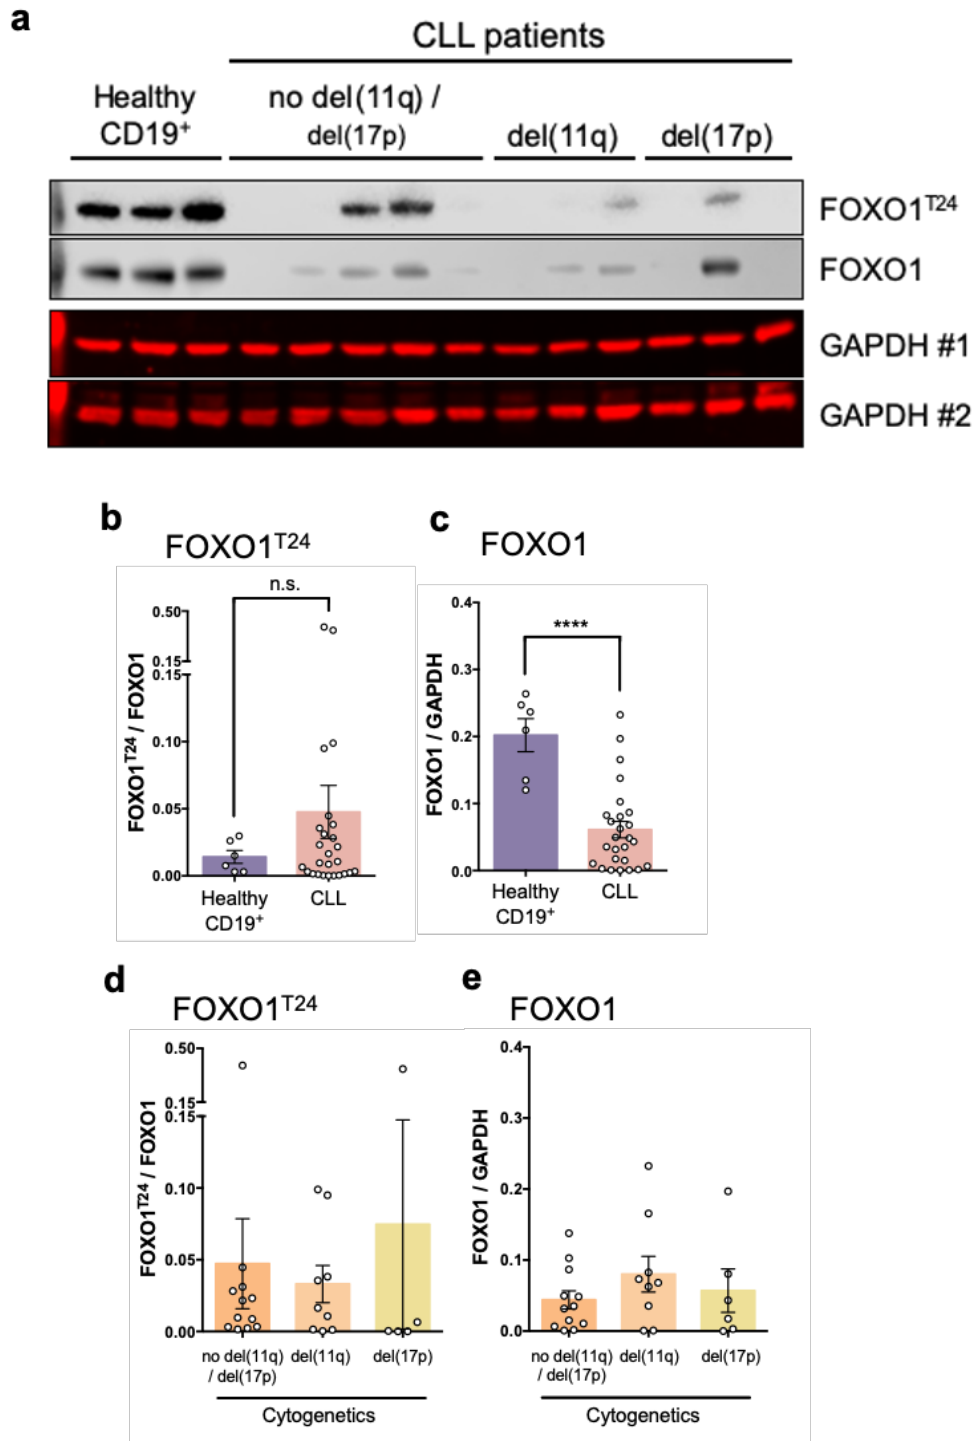 a
CLL patients
Healthy
CD19⁺
no del(11q) /
del(17p)
del(11q)
del(17p)
FOXO1ᵀ²⁴
FOXO1
GAPDH #1
GAPDH #2
b
FOXO1ᵀ²⁴
n.s.
0.50
0.15
0.15
0.10
0.05
0.00
FOXO1ᵀ²⁴ / FOXO1
Healthy
CD19⁺
CLL
c
FOXO1
****
0.4
0.3
0.2
0.1
0.0
FOXO1 / GAPDH
Healthy
CD19⁺
CLL
d
FOXO1ᵀ²⁴
0.50
0.15
0.15
0.10
0.05
0.00
FOXO1ᵀ²⁴ / FOXO1
no del(11q)
/ del(17p)
del(11q)
del(17p)
Cytogenetics
e
FOXO1
0.4
0.3
0.2
0.1
0.0
FOXO1 / GAPDH
no del(11q)
/ del(17p)
del(11q)
del(17p)
Cytogenetics